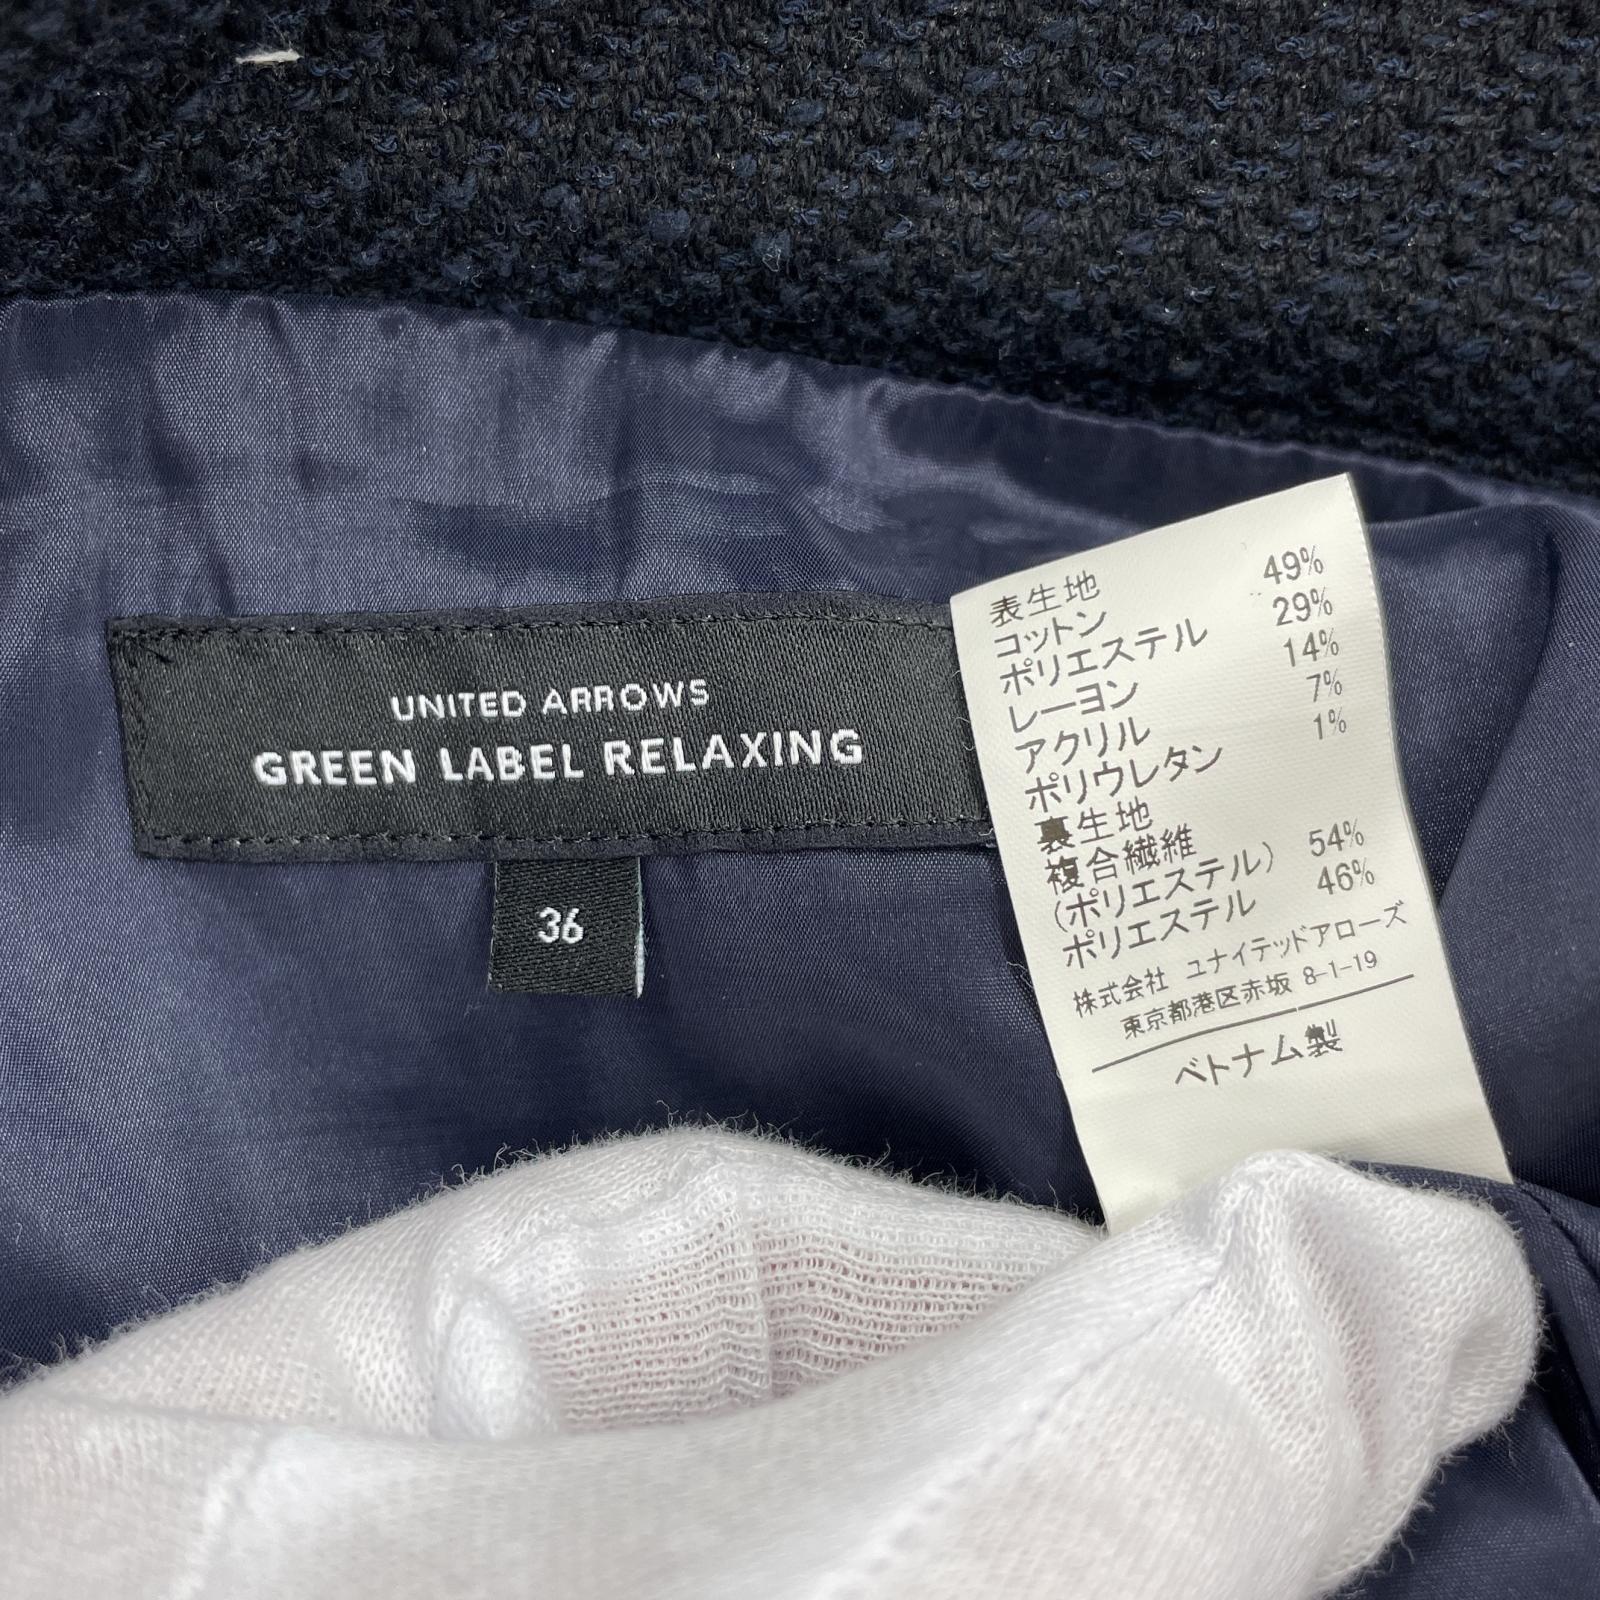 UNITED ARROWS
GREEN LABEL RELAXING
36
表生地
コットン 49%
ポリエステル 29%
レーヨン 14%
アクリル 7%
ポリウレタン 1%
裏生地
複合繊維
(ポリエステル) 54%
ポリエステル 46%
株式会社 ユナイテッドアローズ
東京都港区赤坂 8-1-19
ベトナム製